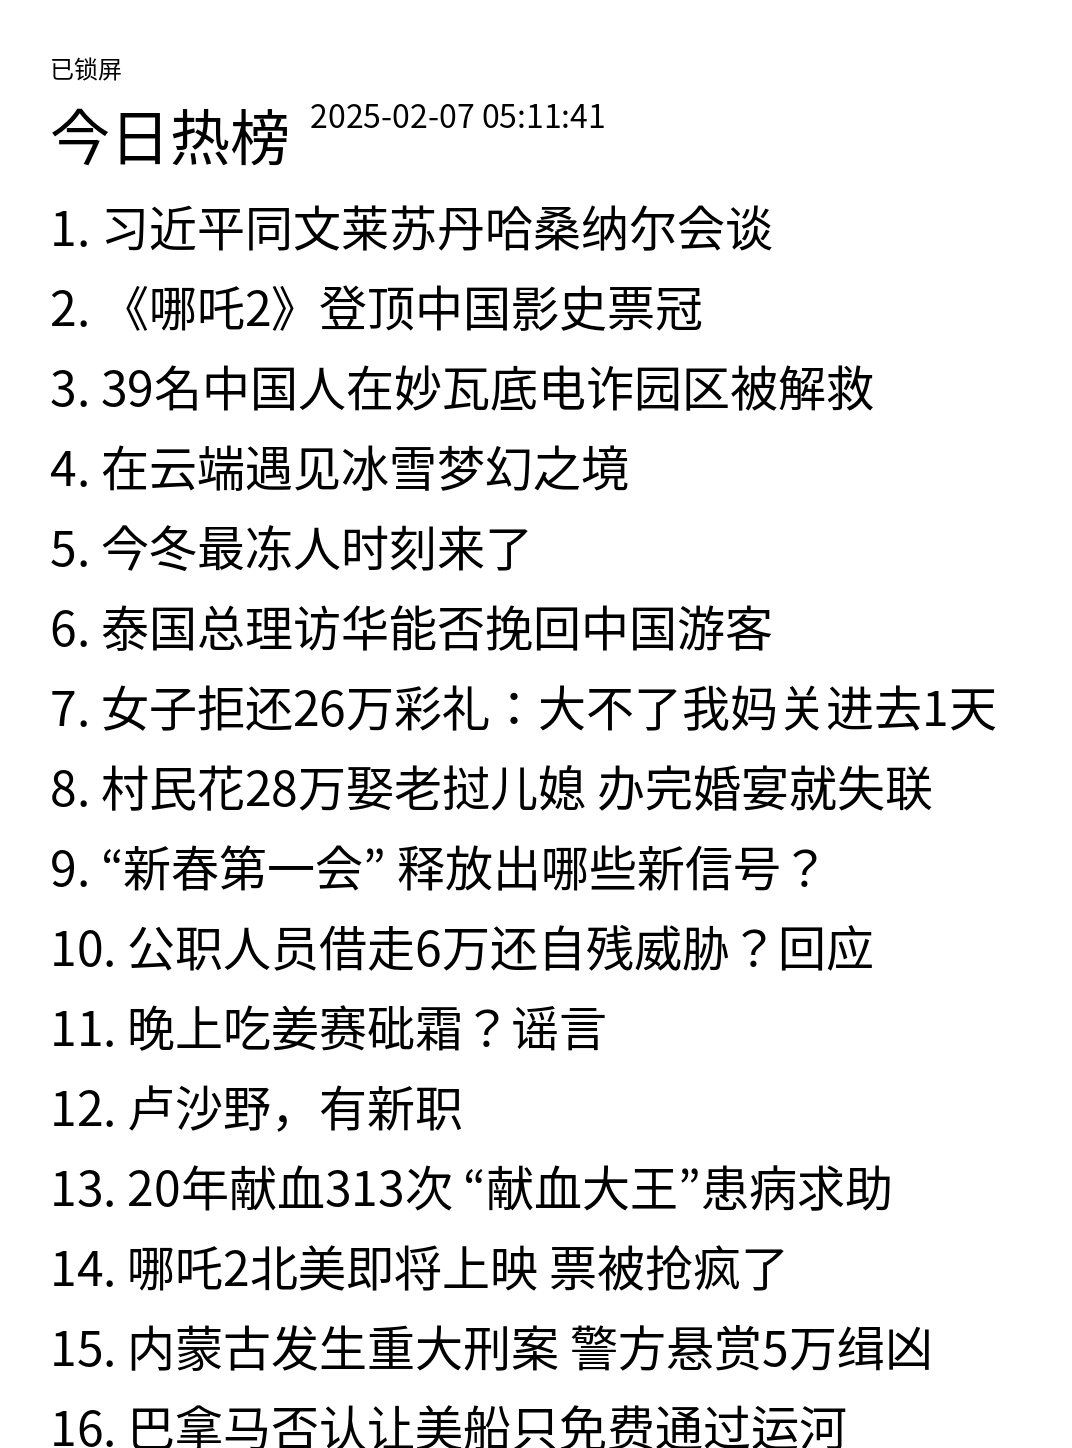 已锁屏
今日热榜 2025-02-07 05:11:41
1. 习近平同文莱苏丹哈桑纳尔会谈
2. 《哪吒2》登顶中国影史票冠
3. 39名中国人在妙瓦底电诈园区被解救
4. 在云端遇见冰雪梦幻之境
5. 今冬最冻人时刻来了
6. 泰国总理访华能否挽回中国游客
7. 女子拒还26万彩礼：大不了我妈关进去1天
8. 村民花28万娶老挝儿媳 办完婚宴就失联
9. “新春第一会” 释放出哪些新信号？
10. 公职人员借走6万还自残威胁？回应
11. 晚上吃姜赛砒霜？谣言
12. 卢沙野，有新职
13. 20年献血313次 “献血大王”患病求助
14. 哪吒2北美即将上映 票被抢疯了
15. 内蒙古发生重大刑案 警方悬赏5万缉凶
16. 巴拿马否认让美船只免费通过运河